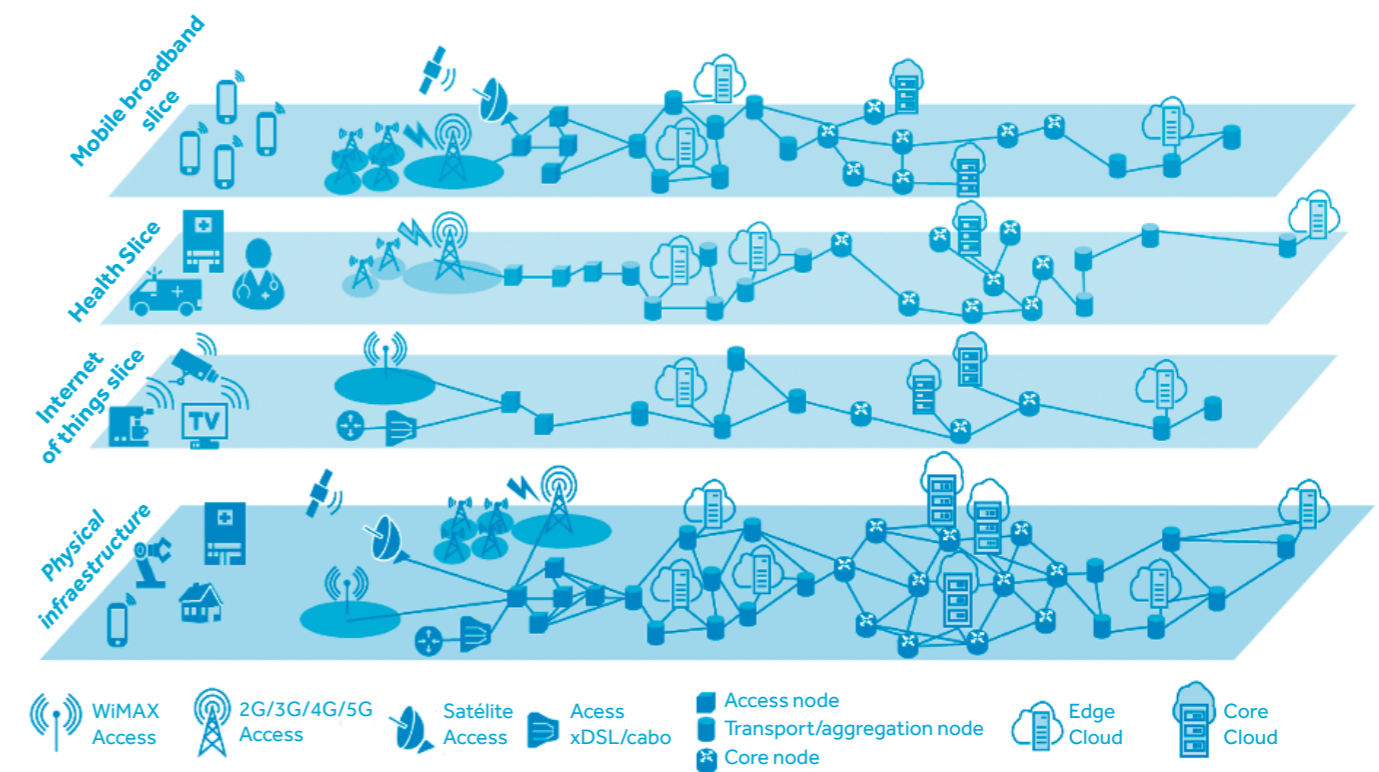 Mobile broadband
slice
Health Slice
Internet
of things slice
TV
Physical
infraestructure
WiMAX
Access
2G/3G/4G/5G
Access
Satélite
Access
Acess
xDSL/cabo
Access node
Transport/aggregation node
Core node
Edge
Cloud
Core
Cloud